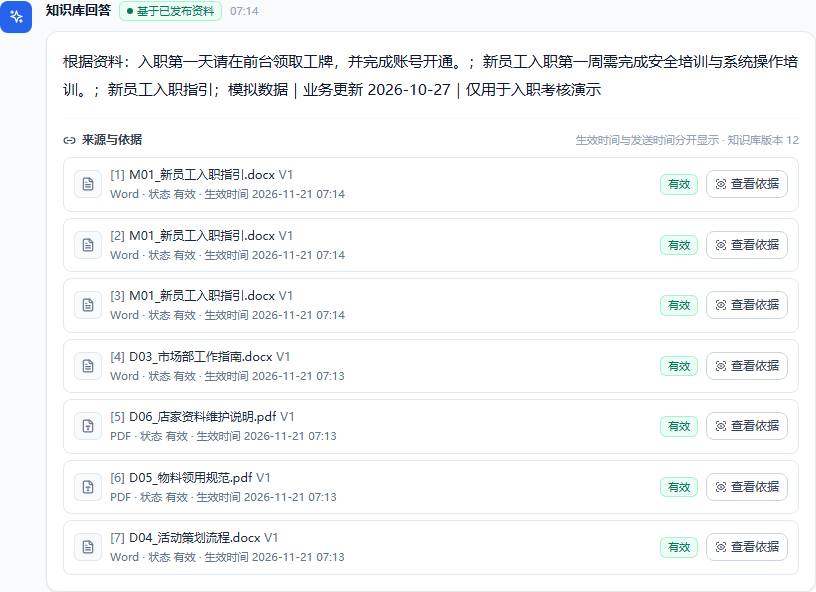 知识库回答 基于已发布资料 07:14
根据资料：入职第一天请在前台领取工牌，并完成账号开通。；新员工入职第一周需完成安全培训与系统操作培
训。；新员工入职指引；模拟数据｜业务更新 2026-10-27｜仅用于入职考核演示
来源与依据 生效时间与发送时间分开显示 · 知识库版本 12
[1] M01_新员工入职指引.docx V1
Word · 状态 有效 · 生效时间 2026-11-21 07:14
有效 查看依据
[2] M01_新员工入职指引.docx V1
Word · 状态 有效 · 生效时间 2026-11-21 07:14
有效 查看依据
[3] M01_新员工入职指引.docx V1
Word · 状态 有效 · 生效时间 2026-11-21 07:14
有效 查看依据
[4] D03_市场部工作指南.docx V1
Word · 状态 有效 · 生效时间 2026-11-21 07:13
有效 查看依据
[5] D06_店家资料维护说明.pdf V1
PDF · 状态 有效 · 生效时间 2026-11-21 07:13
有效 查看依据
[6] D05_物料领用规范.pdf V1
PDF · 状态 有效 · 生效时间 2026-11-21 07:13
有效 查看依据
[7] D04_活动策划流程.docx V1
Word · 状态 有效 · 生效时间 2026-11-21 07:13
有效 查看依据